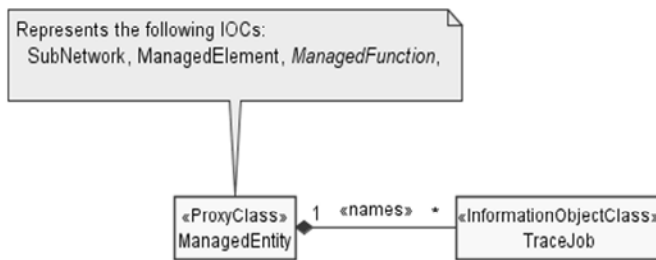 Represents the following IOCs:
SubNetwork, ManagedElement, ManagedFunction,
«ProxyClass»
ManagedEntity
1 «names» *
«InformationObjectClass»
TraceJob